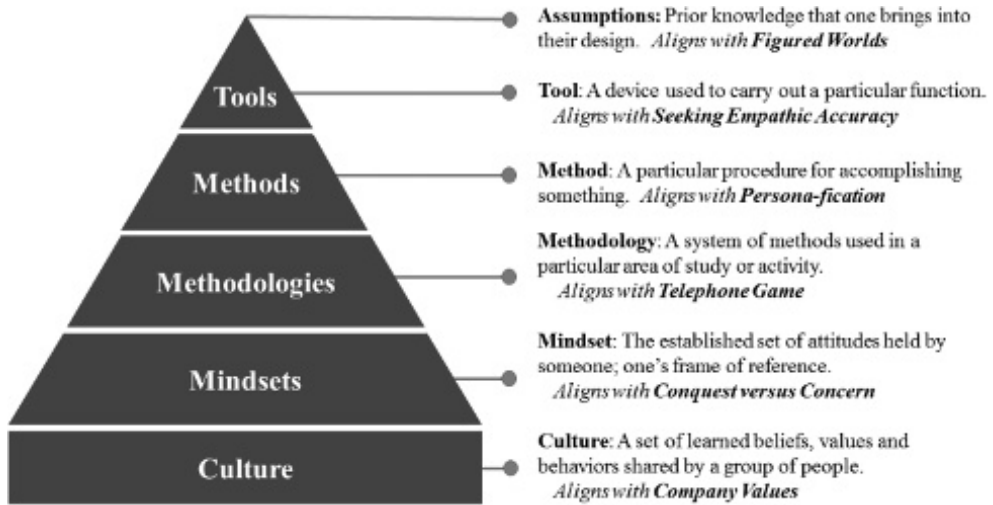 Assumptions: Prior knowledge that one brings into
their design. Aligns with Figured Worlds
Tools
Tool: A device used to carry out a particular function.
Aligns with Seeking Empathic Accuracy
Methods
Method: A particular procedure for accomplishing
something. Aligns with Persona-fication
Methodologies
Methodology: A system of methods used in a
particular area of study or activity.
Aligns with Telephone Game
Mindsets
Mindset: The established set of attitudes held by
someone; one's frame of reference.
Aligns with Conquest versus Concern
Culture
Culture: A set of learned beliefs, values and
behaviors shared by a group of people.
Aligns with Company Values